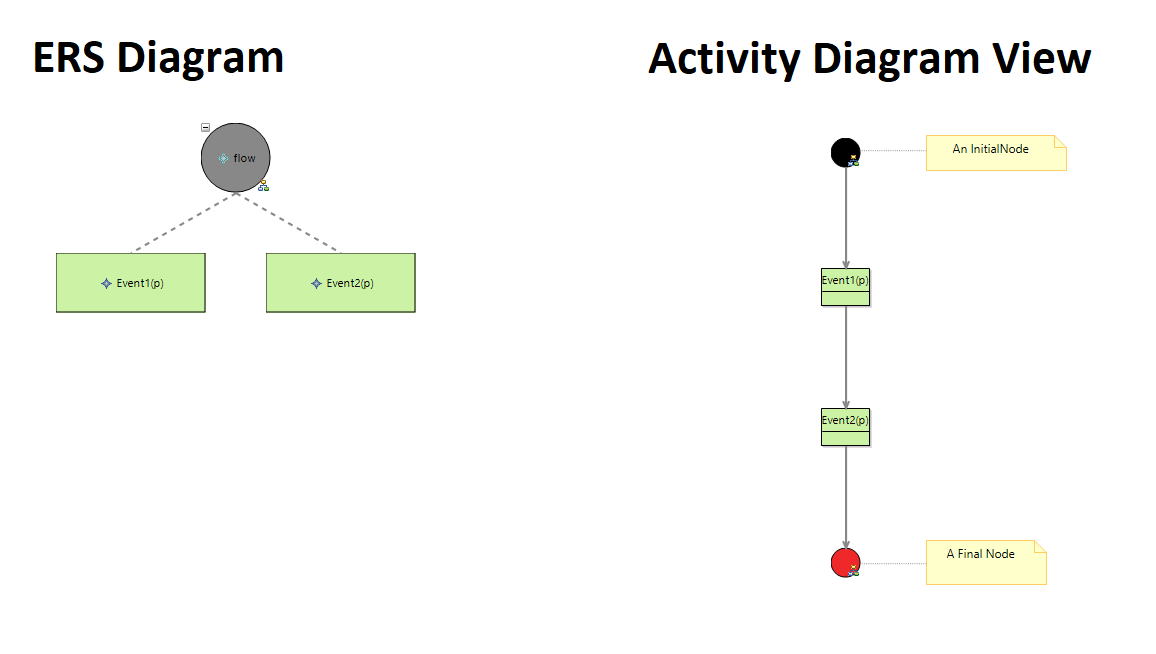 ERS Diagram
Activity Diagram View
flow
Event1(p)
Event2(p)
An InitialNode
Event1(p)
Event2(p)
A Final Node